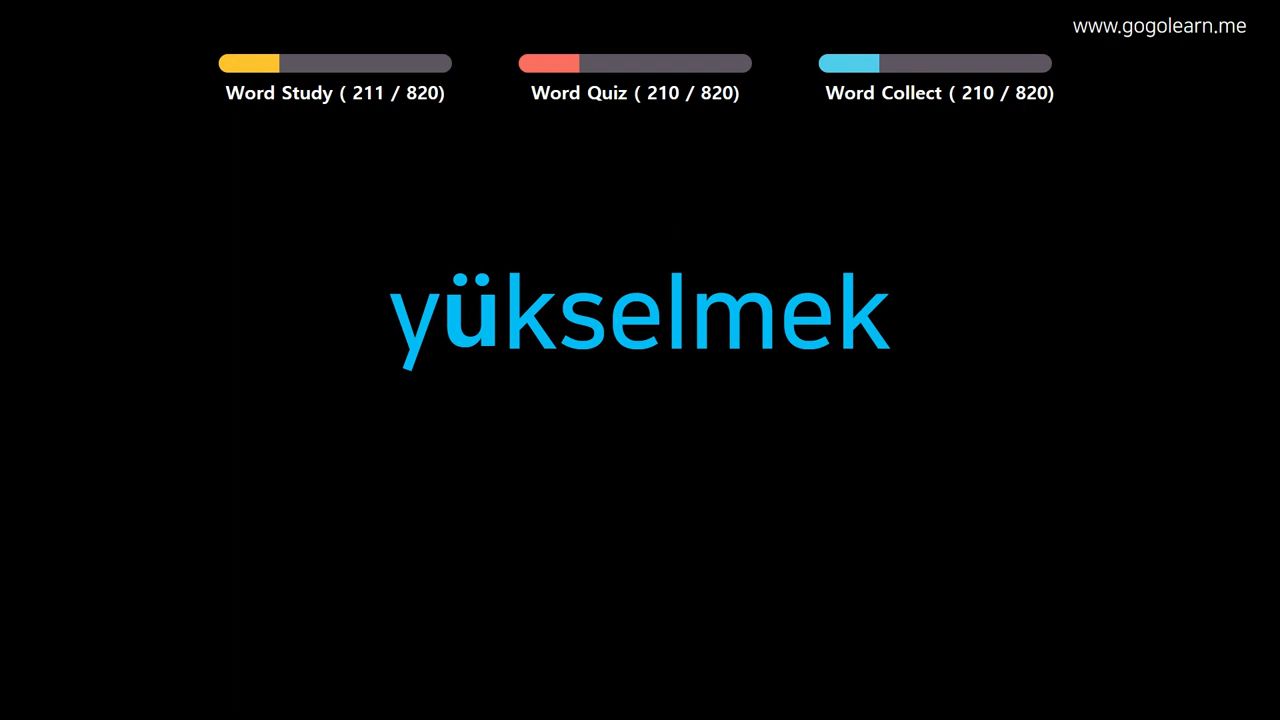 www.gogolearn.me
Word Study ( 211 / 820)
Word Quiz ( 210 / 820)
Word Collect ( 210 / 820)
yükselmek